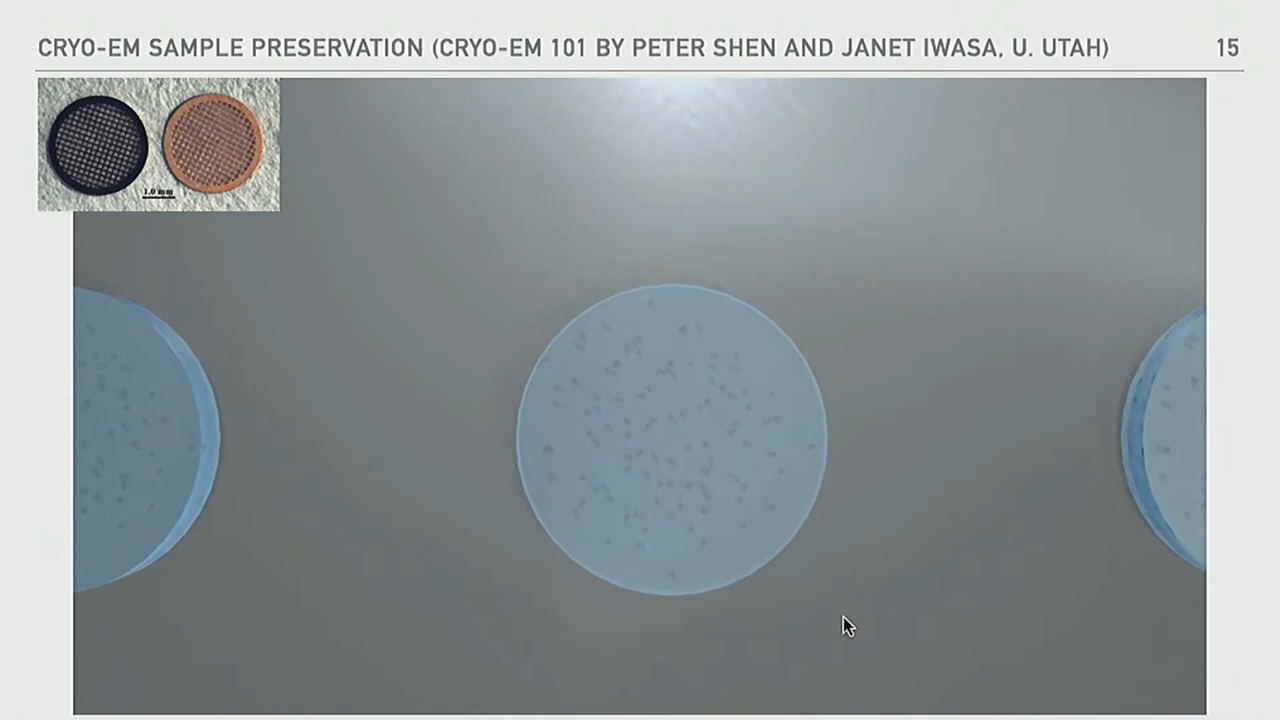 CRYO-EM SAMPLE PRESERVATION (CRYO-EM 101 BY PETER SHEN AND JANET IWASA, U. UTAH)
15
1.0 mm